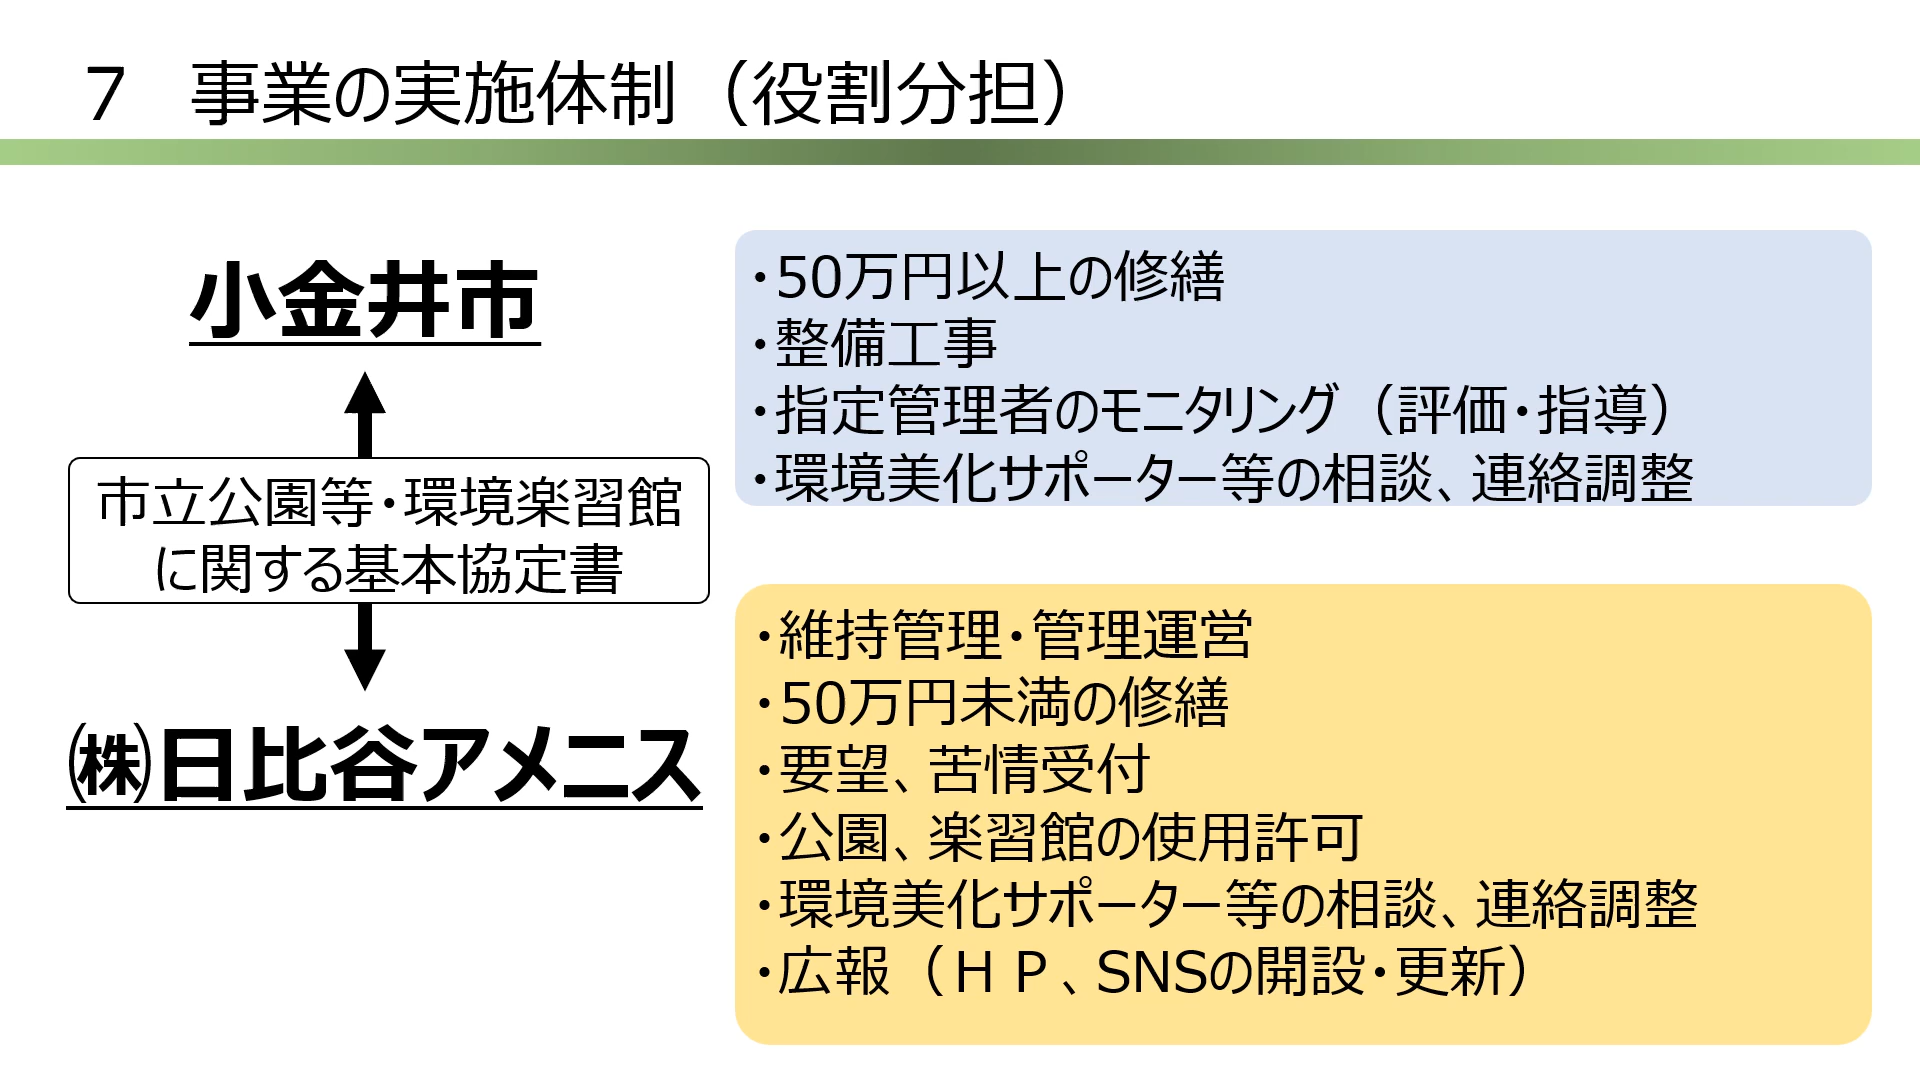 ７　事業の実施体制（役割分担）
小金井市
市立公園等・環境楽習館
に関する基本協定書
㈱日比谷アメニス
・50万円以上の修繕
・整備工事
・指定管理者のモニタリング（評価・指導）
・環境美化サポーター等の相談、連絡調整
・維持管理・管理運営
・50万円未満の修繕
・要望、苦情受付
・公園、楽習館の使用許可
・環境美化サポーター等の相談、連絡調整
・広報（ＨＰ、SNSの開設・更新）